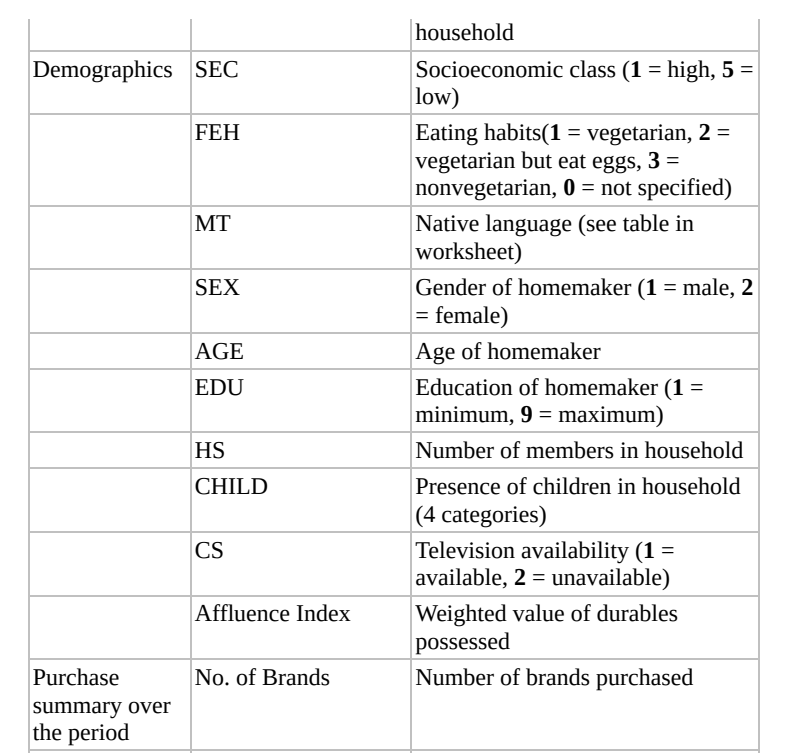 household
Demographics SEC Socioeconomic class (1 = high, 5 =
low)
FEH Eating habits(1 = vegetarian, 2 =
vegetarian but eat eggs, 3 =
nonvegetarian, 0 = not specified)
MT Native language (see table in
worksheet)
SEX Gender of homemaker (1 = male, 2
= female)
AGE Age of homemaker
EDU Education of homemaker (1 =
minimum, 9 = maximum)
HS Number of members in household
CHILD Presence of children in household
(4 categories)
CS Television availability (1 =
available, 2 = unavailable)
Affluence Index Weighted value of durables
possessed
Purchase No. of Brands Number of brands purchased
summary over
the period